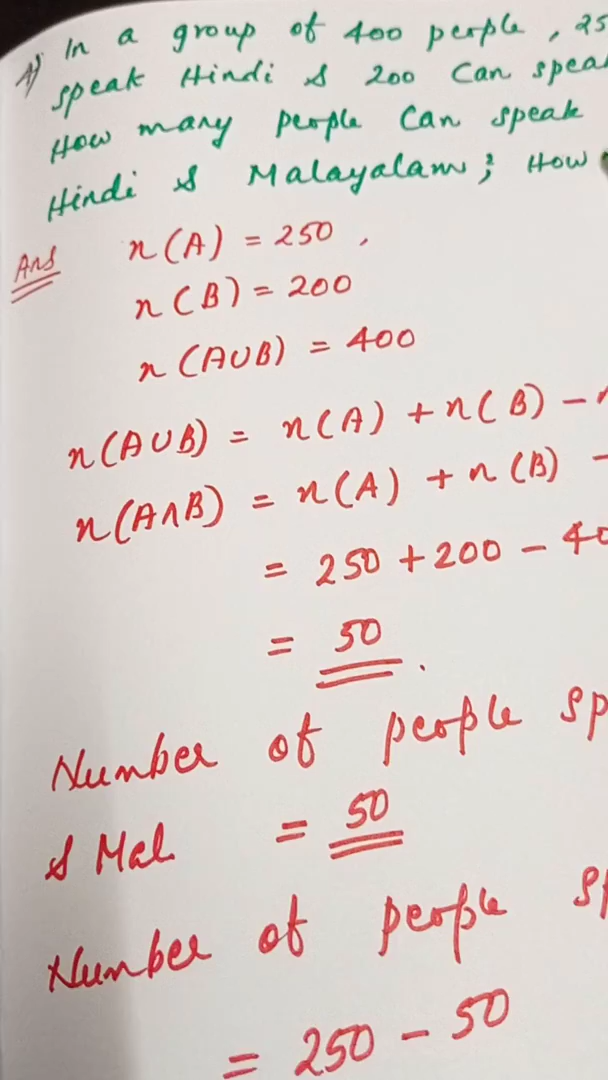 4) In a group of 400 people, 25
speak Hindi & 200 Can speak
How many people Can speak
Hindi & Malayalam; How
Ans n(A) = 250,
n(B) = 200
n(A∪B) = 400
n(A∪B) = n(A) + n(B) -
n(A∩B) = n(A) + n(B) -
= 250 + 200 - 40
= 50.
Number of people sp
& Mal = 50
Number of people sp
= 250 - 50